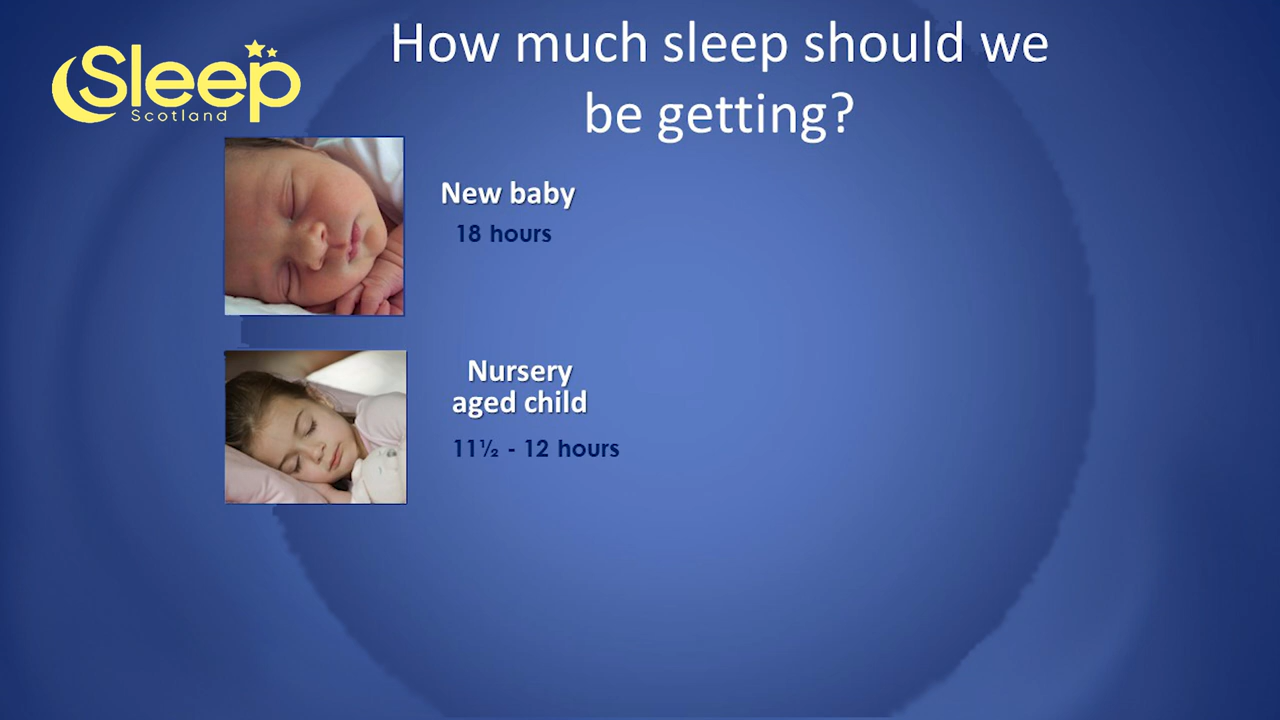 Sleep
Scotland
How much sleep should we
be getting?
New baby
18 hours
Nursery
aged child
11½ - 12 hours